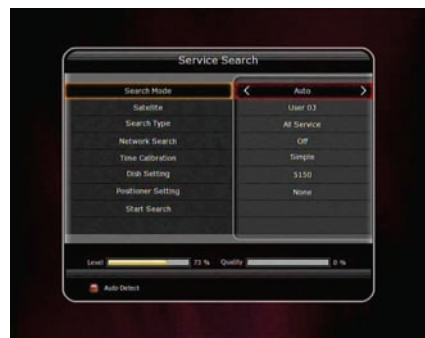 Service Search
Search Mode < Auto >
Satellite User 03
Search Type All Service
Network Search Off
Time Calibration Simple
Dish Setting 5150
Positioner Setting None
Start Search
Level 73 % Quality 0 %
Auto Detect